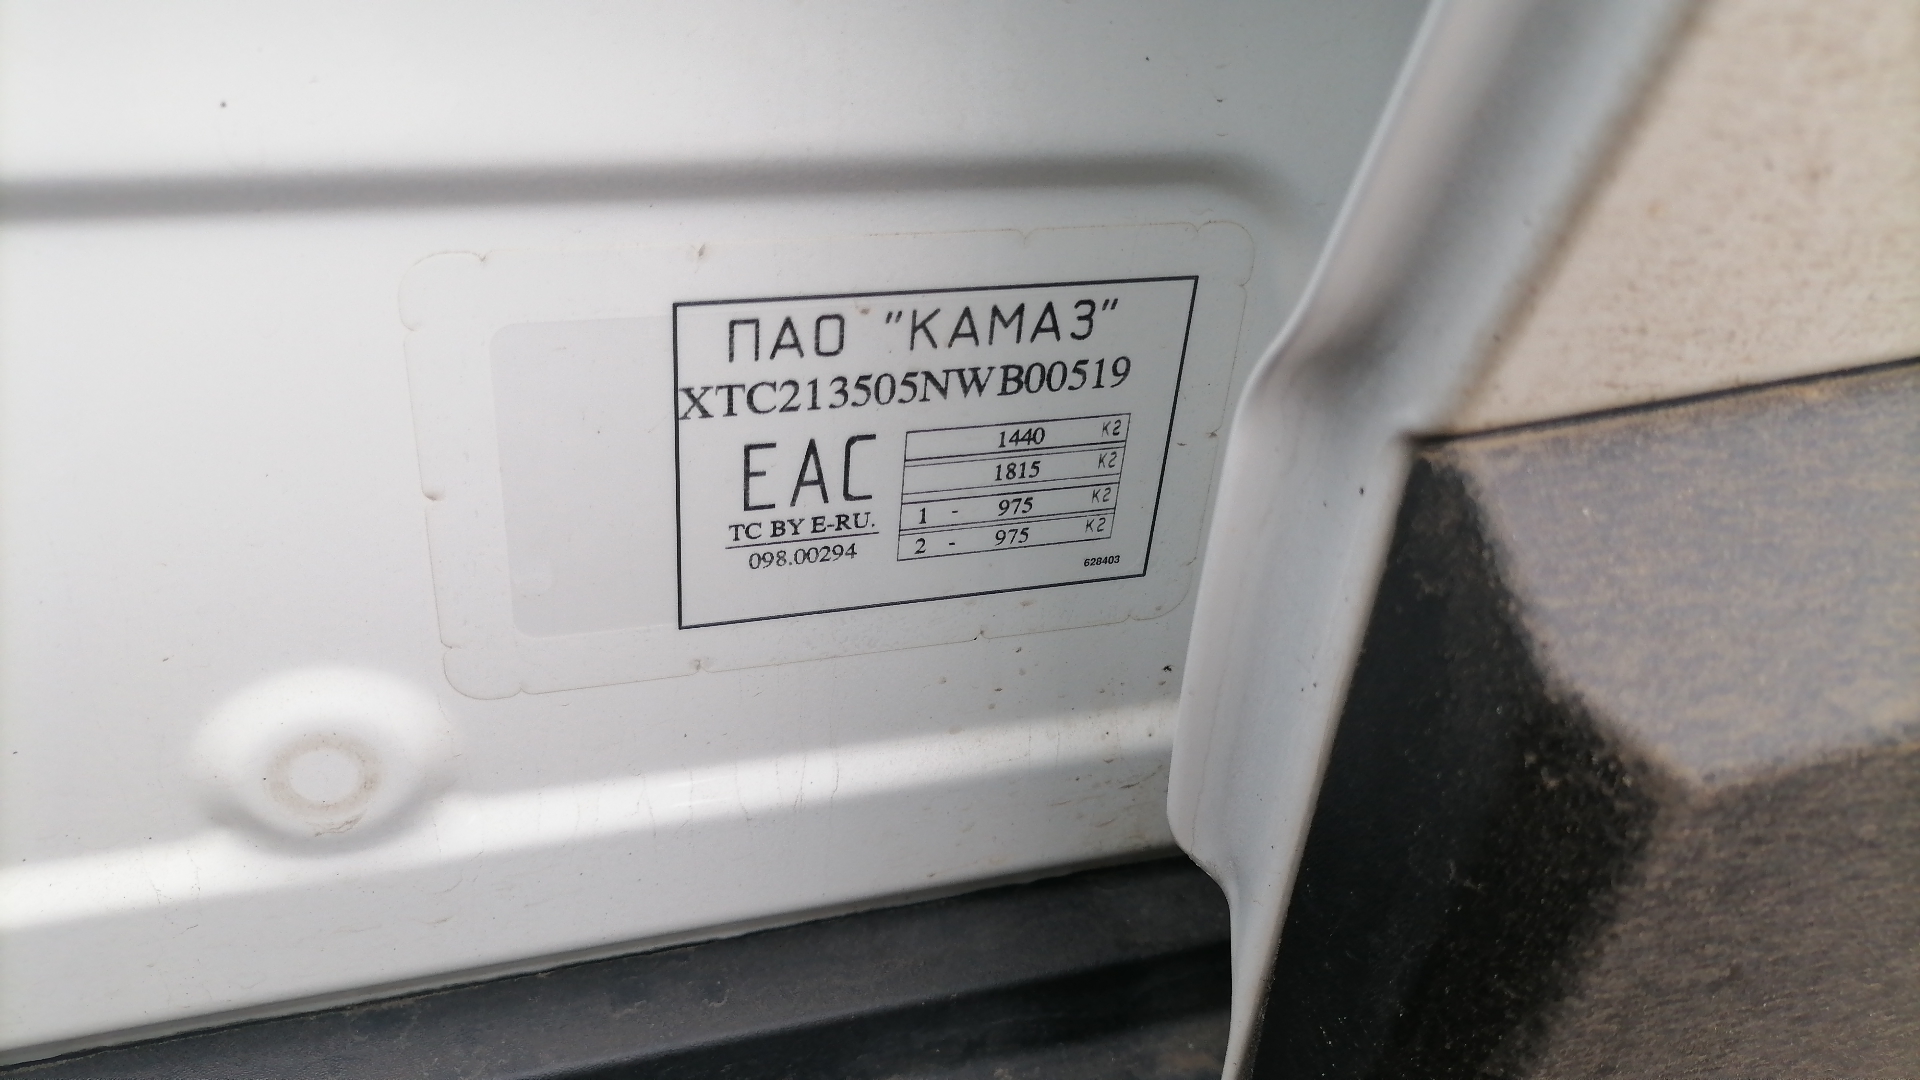 ПАО "КАМАЗ"
XTC213505NWB00519
EAC
TC BY E-RU.
098.00294
1440 кг
1815 кг
1 - 975 кг
2 - 975 кг
628403